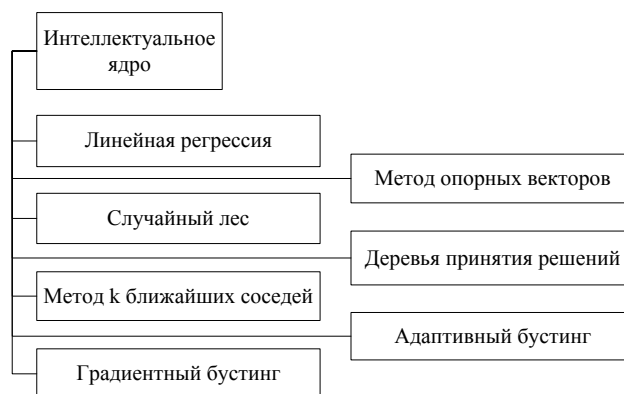 Интеллектуальное
ядро
Линейная регрессия
Метод опорных векторов
Случайный лес
Деревья принятия решений
Метод k ближайших соседей
Адаптивный бустинг
Градиентный бустинг